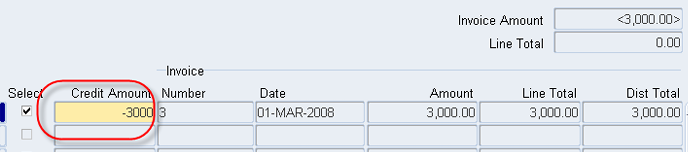 Invoice Amount <3,000.00>
Line Total 0.00
Invoice
Select Credit Amount Number Date Amount Line Total Dist Total
-3000 3 01-MAR-2008 3,000.00 3,000.00 3,000.00